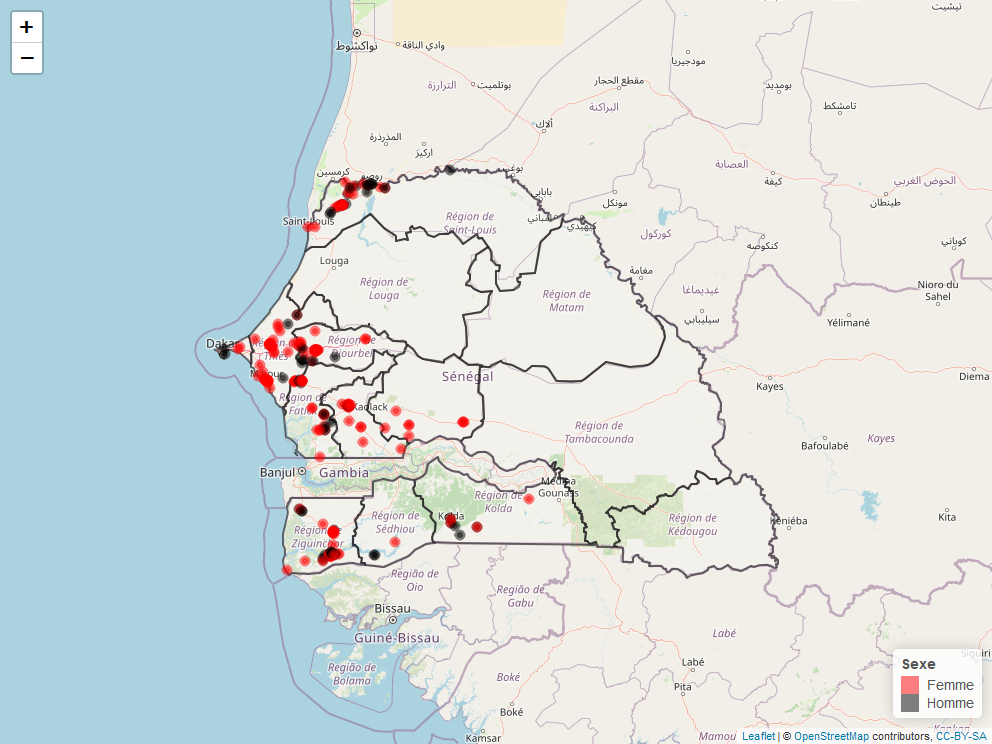 +
−
تيشيت
نواكشوط
وادي الناقة
مودجيريا
الترارزة
بوتلميت
مقطع الحجار
بومديد
البراكنة
تامشكط
ألاك
المذرذرة
اركيز
العصابة
كرمسين
روصو
بوغي
كيفة
الحوض الغربي
بابابي
مونكل
طينطان
Saint-Louis
Région de
Saint-Louis
مباني
كيهيدي
كوركول
كنكوصه
كوباني
Louga
مغامة
Région de
Louga
Région de
Matam
غيديماغا
Nioro du
Sahel
سيليبابي
Yélimané
Dakar
Région de
Thiès
Région de
Diourbel
M'bour
Sénégal
Kayes
Diema
Région de
Fatick
Kaolack
Région de
Tambacounda
Bafoulabé
Kayes
Banjul
Gambia
Médina
Gounass
Région de
Kolda
Kolda
Région de
Sédhiou
Région de
Ziguinchor
Région de
Kédougou
Kéniéba
Kita
Região de
Oio
Região de
Gabu
Bissau
Guiné-Bissau
Labé
Região de
Bolama
Boké
Labé
Pita
Siguiri
Boké
Kamsar
Mamou
Kankan
Sexe
Femme
Homme
Leaflet | © OpenStreetMap contributors, CC-BY-SA